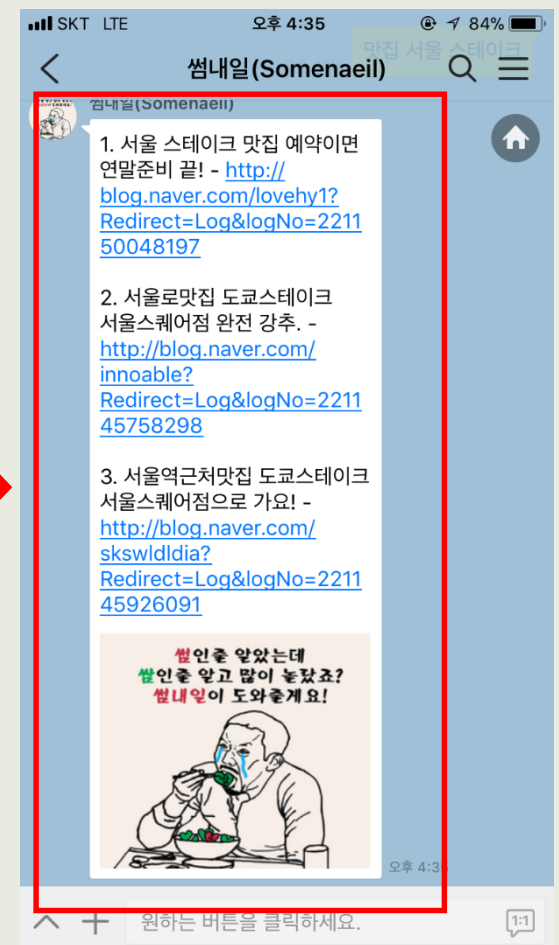 SKT LTE 오후 4:35 84%
맛집 서울 스테이크
썸내일(Somenaeil)
썸내일(Somenaeil)
1. 서울 스테이크 맛집 예약이면
연말준비 끝! - http://
blog.naver.com/lovehy1?
Redirect=Log&logNo=2211
50048197
2. 서울로맛집 도쿄스테이크
서울스퀘어점 완전 강추. -
http://blog.naver.com/
innoable?
Redirect=Log&logNo=2211
45758298
3. 서울역근처맛집 도쿄스테이크
서울스퀘어점으로 가요! -
http://blog.naver.com/
skswldldia?
Redirect=Log&logNo=2211
45926091
썸인줄 알았는데
쌈인줄 알고 많이 놀랐죠?
썸내일이 도와줄게요!
오후 4:35
원하는 버튼을 클릭하세요.
1:1